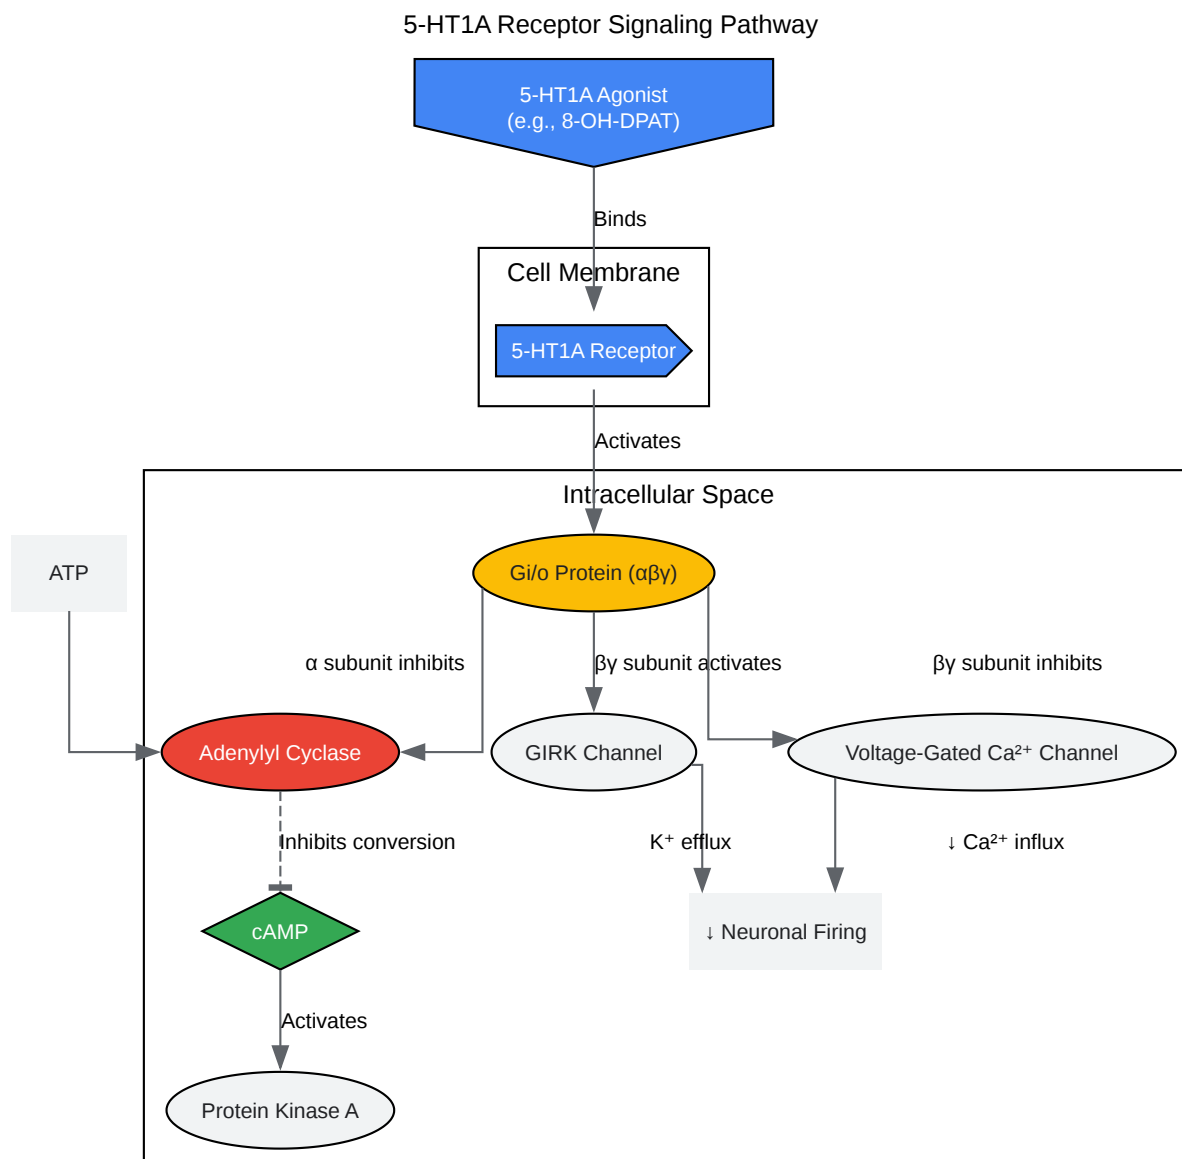 5-HT1A Receptor Signaling Pathway
5-HT1A Agonist
(e.g., 8-OH-DPAT)
Binds
Cell Membrane
5-HT1A Receptor
Activates
Intracellular Space
ATP
Gi/o Protein (αβγ)
α subunit inhibits
βγ subunit activates
βγ subunit inhibits
Adenylyl Cyclase
GIRK Channel
Voltage-Gated Ca²⁺ Channel
Inhibits conversion
K⁺ efflux
↓ Ca²⁺ influx
cAMP
↓ Neuronal Firing
Activates
Protein Kinase A